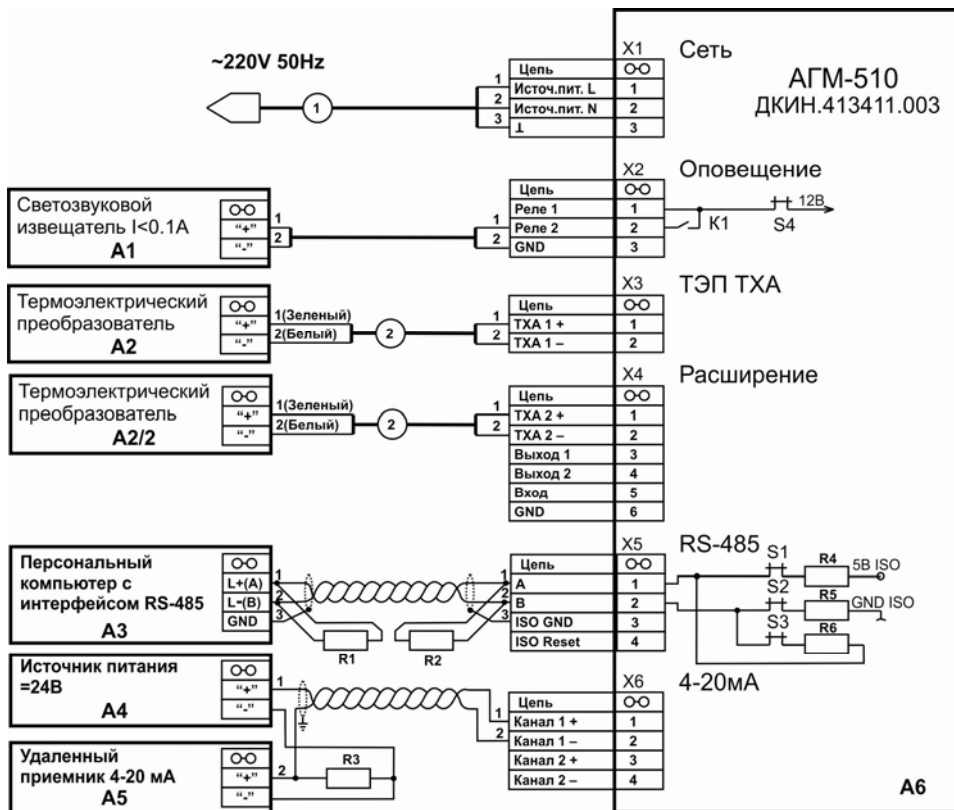 ~220V 50Hz
1
1
2
3
X1
Сеть
Цепь
Источ.пит. L
1
Источ.пит. N
2
⊥
3
АГМ-510
ДКИН.413411.003
Светозвуковой
извещатель I<0.1A
A1
“+”
“-”
1
2
1
2
X2
Оповещение
Цепь
Реле 1
1
Реле 2
2
GND
3
K1
S4
12В
Термоэлектрический
преобразователь
A2
“+”
“-”
1(Зеленый)
2(Белый)
2
1
2
X3
ТЭП ТХА
Цепь
ТХА 1 +
1
ТХА 1 –
2
Термоэлектрический
преобразователь
A2/2
“+”
“-”
1(Зеленый)
2(Белый)
2
1
2
X4
Расширение
Цепь
ТХА 2 +
1
ТХА 2 –
2
Выход 1
3
Выход 2
4
Вход
5
GND
6
Персональный
компьютер с
интерфейсом RS-485
A3
L+(A)
L-(B)
GND
1
2
3
R1
R2
1
2
3
X5
RS-485
Цепь
A
1
B
2
ISO GND
3
ISO Reset
4
S1
R4
5В ISO
S2
R5
GND ISO
S3
R6
Источник питания
=24В
A4
“+”
“-”
1
1
2
X6
4-20мА
Цепь
Канал 1 +
1
Канал 1 –
2
Канал 2 +
3
Канал 2 –
4
Удаленный
приемник 4-20 мА
A5
“+”
“-”
2
R3
A6